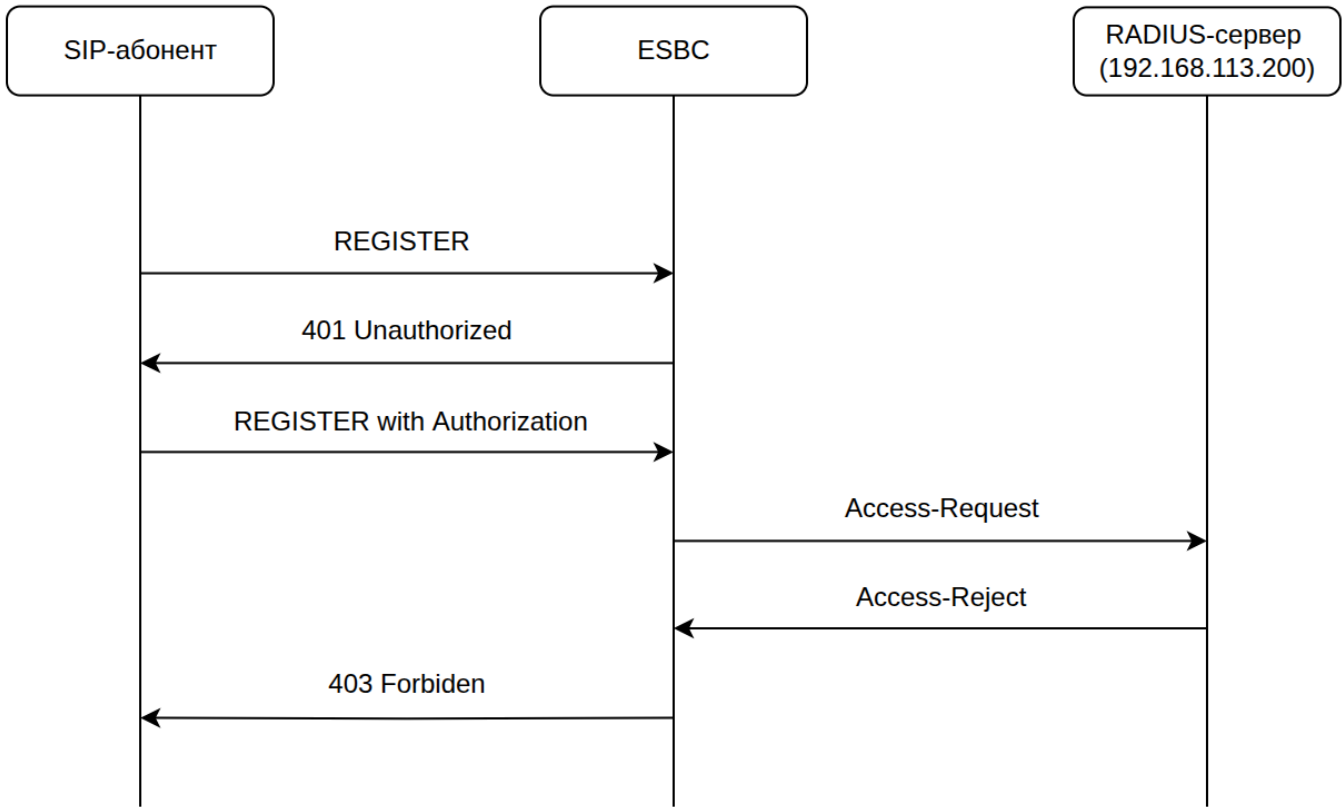 SIP-абонент
ESBC
RADIUS-сервер
(192.168.113.200)
REGISTER
401 Unauthorized
REGISTER with Authorization
Access-Request
Access-Reject
403 Forbiden